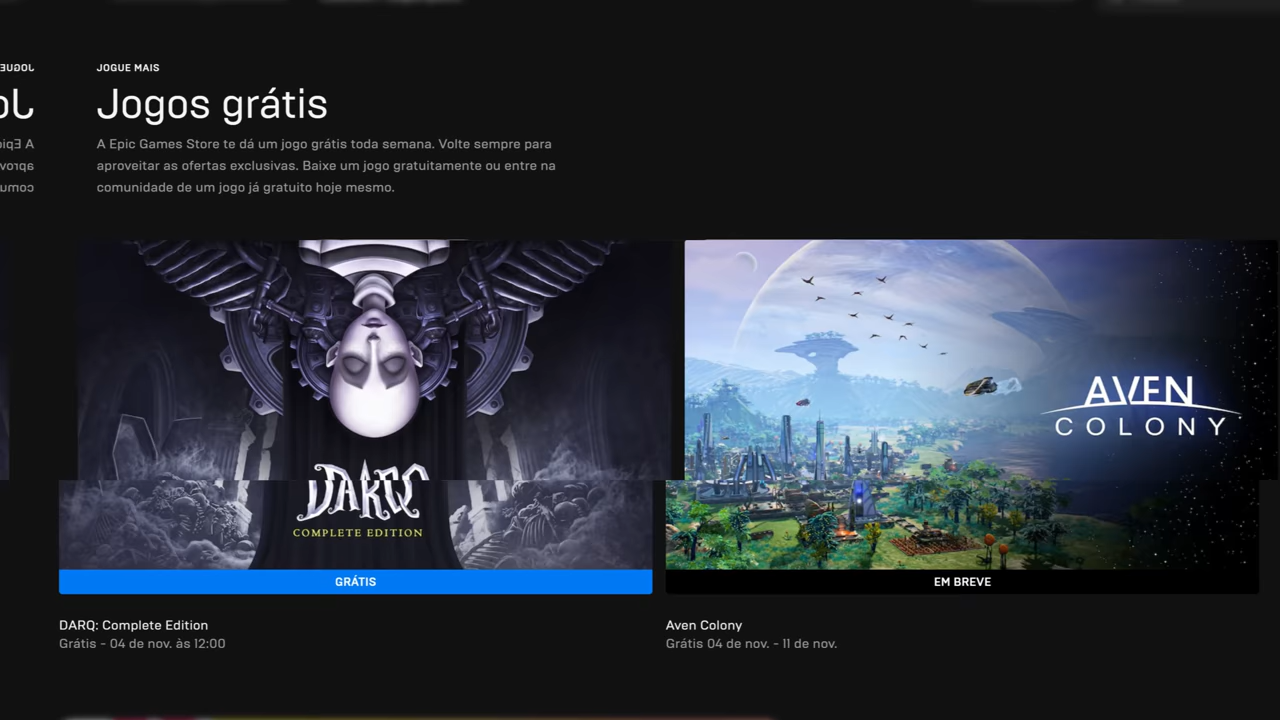 JOGUE MAIS
Jogos grátis
A Epic Games Store te dá um jogo grátis toda semana. Volte sempre para
aproveitar as ofertas exclusivas. Baixe um jogo gratuitamente ou entre na
comunidade de um jogo já gratuito hoje mesmo.
DARQ
COMPLETE EDITION
GRÁTIS
DARQ: Complete Edition
Grátis - 04 de nov. às 12:00
AVEN
COLONY
EM BREVE
Aven Colony
Grátis 04 de nov. - 11 de nov.